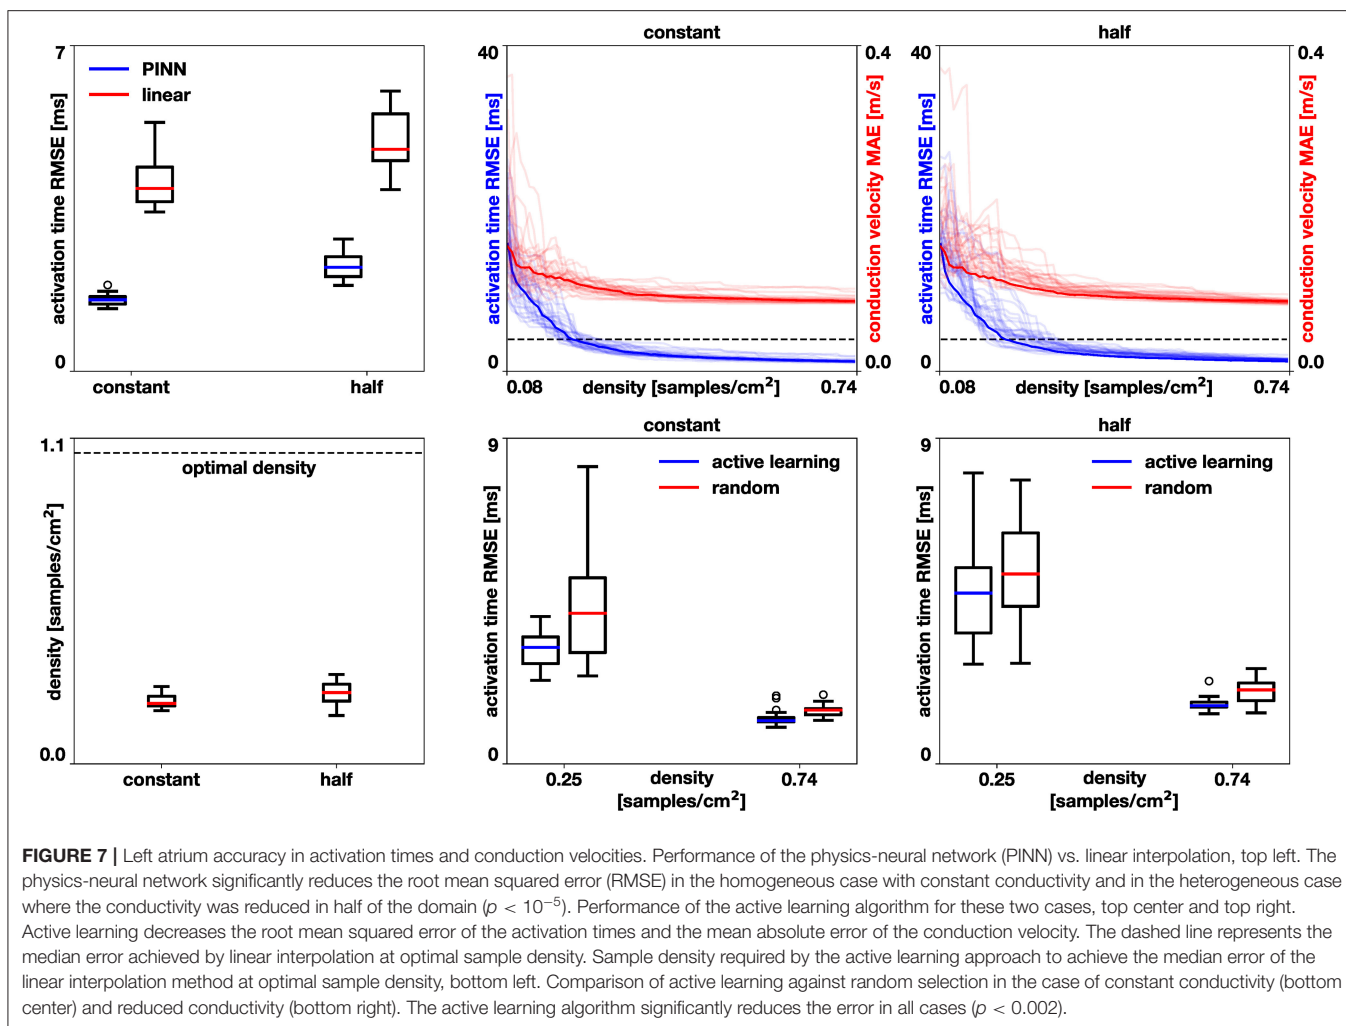 7
PINN
linear
activation time RMSE [ms]
0
constant
half
constant
40
0.4
activation time RMSE [ms]
conduction velocity MAE [m/s]
0
0.0
0.08
density [samples/cm²]
0.74
half
40
0.4
activation time RMSE [ms]
conduction velocity MAE [m/s]
0
0.0
0.08
density [samples/cm²]
0.74
1.1
optimal density
density [samples/cm²]
0.0
constant
half
constant
9
active learning
random
activation time RMSE [ms]
0
0.25
density
0.74
[samples/cm²]
half
9
active learning
random
activation time RMSE [ms]
0
0.25
density
0.74
[samples/cm²]
FIGURE 7 | Left atrium accuracy in activation times and conduction velocities. Performance of the physics-neural network (PINN) vs. linear interpolation, top left. The
physics-neural network significantly reduces the root mean squared error (RMSE) in the homogeneous case with constant conductivity and in the heterogeneous case
where the conductivity was reduced in half of the domain (p < 10⁻⁵). Performance of the active learning algorithm for these two cases, top center and top right.
Active learning decreases the root mean squared error of the activation times and the mean absolute error of the conduction velocity. The dashed line represents the
median error achieved by linear interpolation at optimal sample density. Sample density required by the active learning approach to achieve the median error of the
linear interpolation method at optimal sample density, bottom left. Comparison of active learning against random selection in the case of constant conductivity (bottom
center) and reduced conductivity (bottom right). The active learning algorithm significantly reduces the error in all cases (p < 0.002).